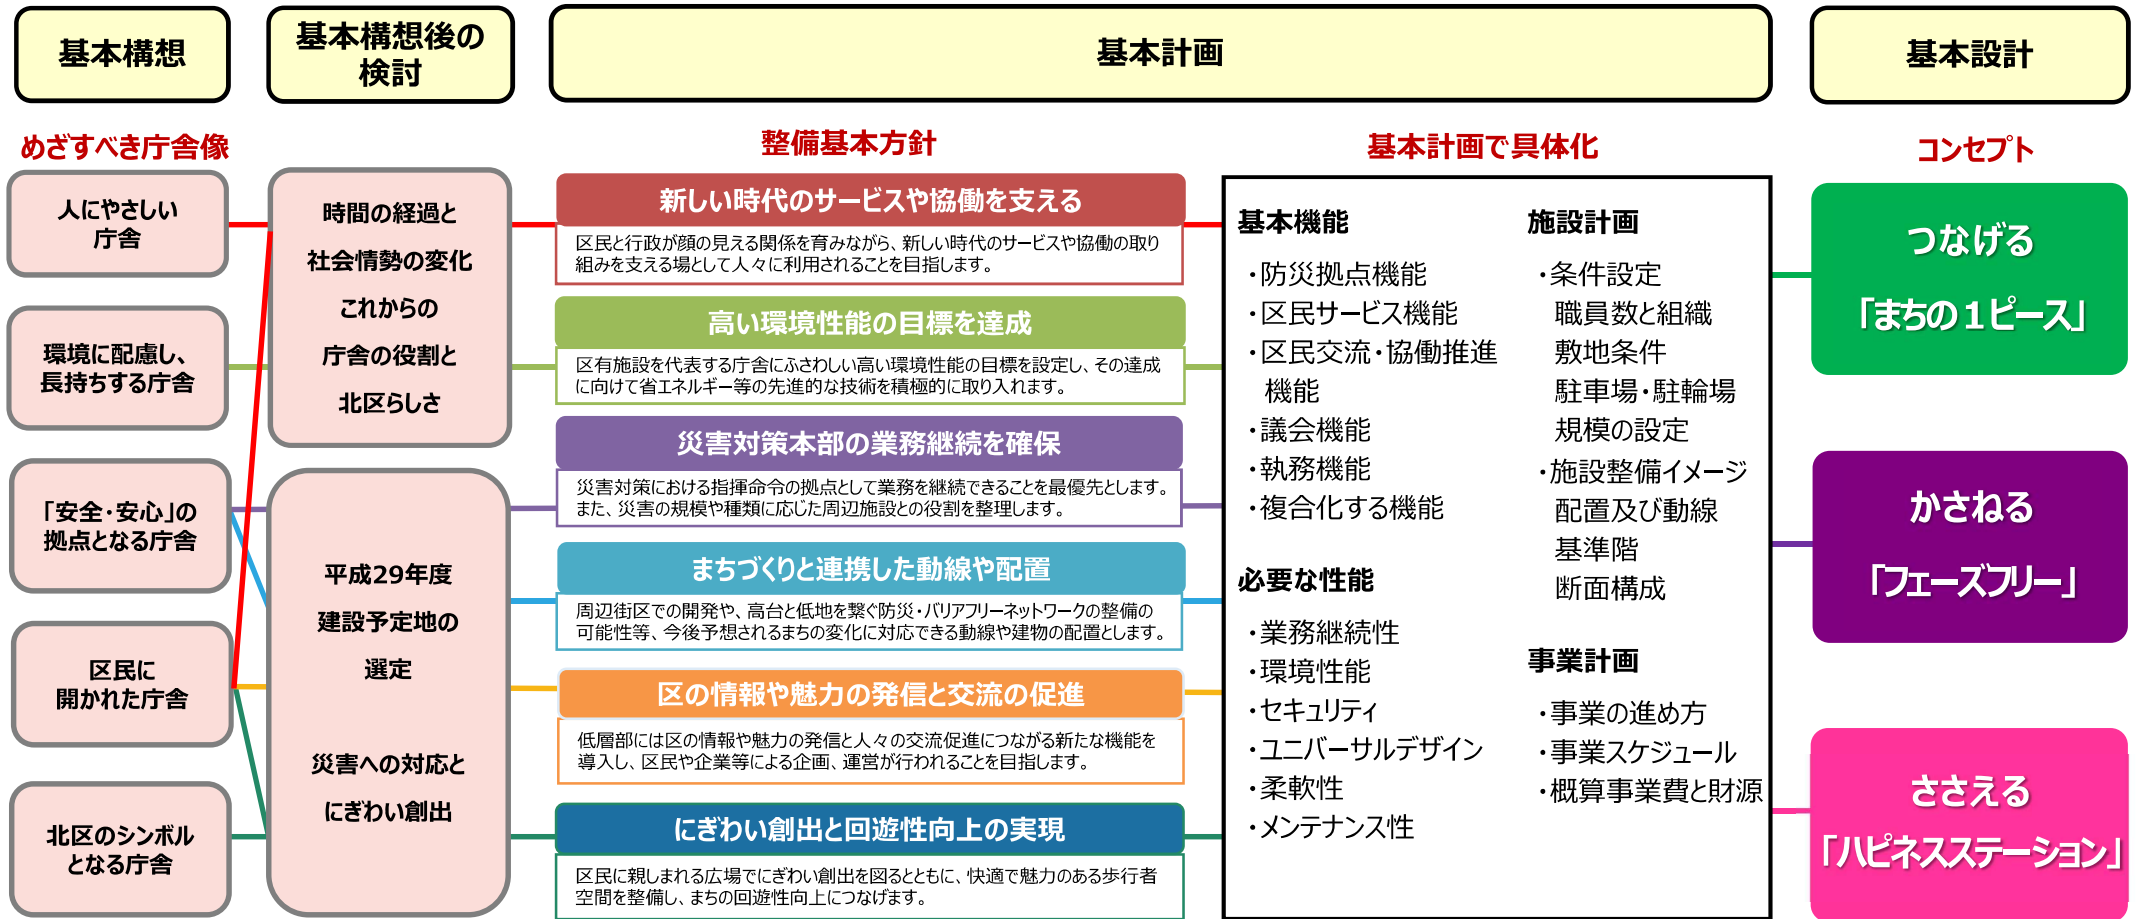 基本構想
基本構想後の
検討
基本計画
基本設計
めざすべき庁舎像
整備基本方針
基本計画で具体化
コンセプト
人にやさしい
庁舎
環境に配慮し、
長持ちする庁舎
「安全・安心」の
拠点となる庁舎
区民に
開かれた庁舎
北区のシンボル
となる庁舎
時間の経過と
社会情勢の変化
これからの
庁舎の役割と
北区らしさ
平成29年度
建設予定地の
選定
災害への対応と
にぎわい創出
新しい時代のサービスや協働を支える
区民と行政が顔の見える関係を育みながら、新しい時代のサービスや協働の取り
組みを支える場として人々に利用されることを目指します。
高い環境性能の目標を達成
区有施設を代表する庁舎にふさわしい高い環境性能の目標を設定し、その達成
に向けて省エネルギー等の先進的な技術を積極的に取り入れます。
災害対策本部の業務継続を確保
災害対策における指揮命令の拠点として業務を継続できることを最優先とします。
また、災害の規模や種類に応じた周辺施設との役割を整理します。
まちづくりと連携した動線や配置
周辺街区での開発や、高台と低地を繋ぐ防災・バリアフリーネットワークの整備の
可能性等、今後予想されるまちの変化に対応できる動線や建物の配置とします。
区の情報や魅力の発信と交流の促進
低層部には区の情報や魅力の発信と人々の交流促進につながる新たな機能を
導入し、区民や企業等による企画、運営が行われることを目指します。
にぎわい創出と回遊性向上の実現
区民に親しまれる広場でにぎわい創出を図るとともに、快適で魅力のある歩行者
空間を整備し、まちの回遊性向上につなげます。
基本機能
・防災拠点機能
・区民サービス機能
・区民交流・協働推進
機能
・議会機能
・執務機能
・複合化する機能
必要な性能
・業務継続性
・環境性能
・セキュリティ
・ユニバーサルデザイン
・柔軟性
・メンテナンス性
施設計画
・条件設定
職員数と組織
敷地条件
駐車場・駐輪場
規模の設定
・施設整備イメージ
配置及び動線
基準階
断面構成
事業計画
・事業の進め方
・事業スケジュール
・概算事業費と財源
つなげる
「まちの１ピース」
かさねる
「フェーズフリー」
ささえる
「ハピネスステーション」